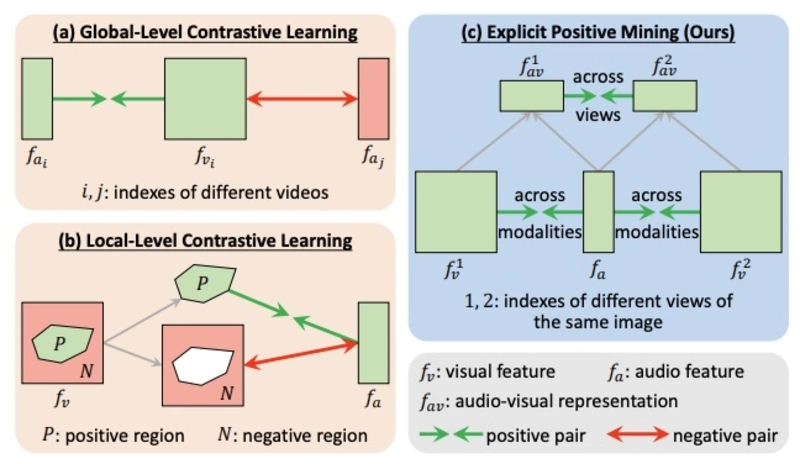 (a) Global-Level Contrastive Learning
f_{a_i}
f_{v_i}
f_{a_j}
i, j: indexes of different videos
(b) Local-Level Contrastive Learning
P
P
N
N
f_v
f_a
P: positive region
N: negative region
(c) Explicit Positive Mining (Ours)
f_{av}^1
across
views
f_{av}^2
across
modalities
across
modalities
f_v^1
f_a
f_v^2
1, 2: indexes of different views of
the same image
f_v: visual feature
f_a: audio feature
f_{av}: audio-visual representation
positive pair
negative pair